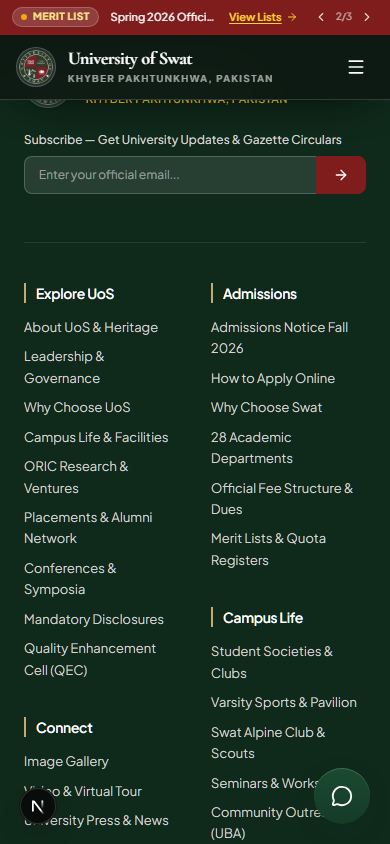 MERIT LIST
Spring 2026 Offici...
View Lists →
2/3
University of Swat
KHYBER PAKHTUNKHWA, PAKISTAN
KHYBER PAKHTUNKHWA, PAKISTAN
Subscribe — Get University Updates & Gazette Circulars
Enter your official email...
Explore UoS
About UoS & Heritage
Leadership &
Governance
Why Choose UoS
Campus Life & Facilities
ORIC Research &
Ventures
Placements & Alumni
Network
Conferences &
Symposia
Mandatory Disclosures
Quality Enhancement
Cell (QEC)
Connect
Image Gallery
Video & Virtual Tour
University Press & News
Admissions
Admissions Notice Fall
2026
How to Apply Online
Why Choose Swat
28 Academic
Departments
Official Fee Structure &
Dues
Merit Lists & Quota
Registers
Campus Life
Student Societies &
Clubs
Varsity Sports & Pavilion
Swat Alpine Club &
Scouts
Seminars & Works
Community Outre
(UBA)
N